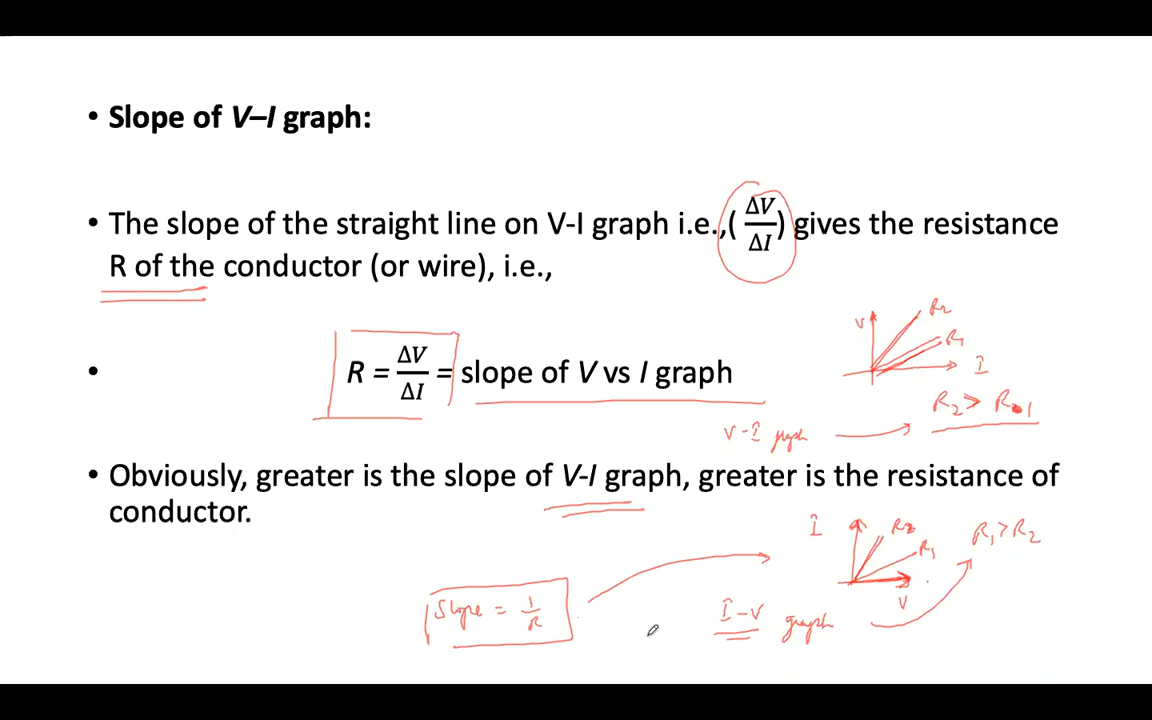 • Slope of V–I graph:
• The slope of the straight line on V-I graph i.e.,(ΔV/ΔI) gives the resistance
R of the conductor (or wire), i.e.,
V R2
R1
I
• R = ΔV/ΔI = slope of V vs I graph
R2 > R1
V-I graph
• Obviously, greater is the slope of V-I graph, greater is the resistance of
conductor.
I R2 R1 > R2
R1
V
Slope = 1/R
I-V graph